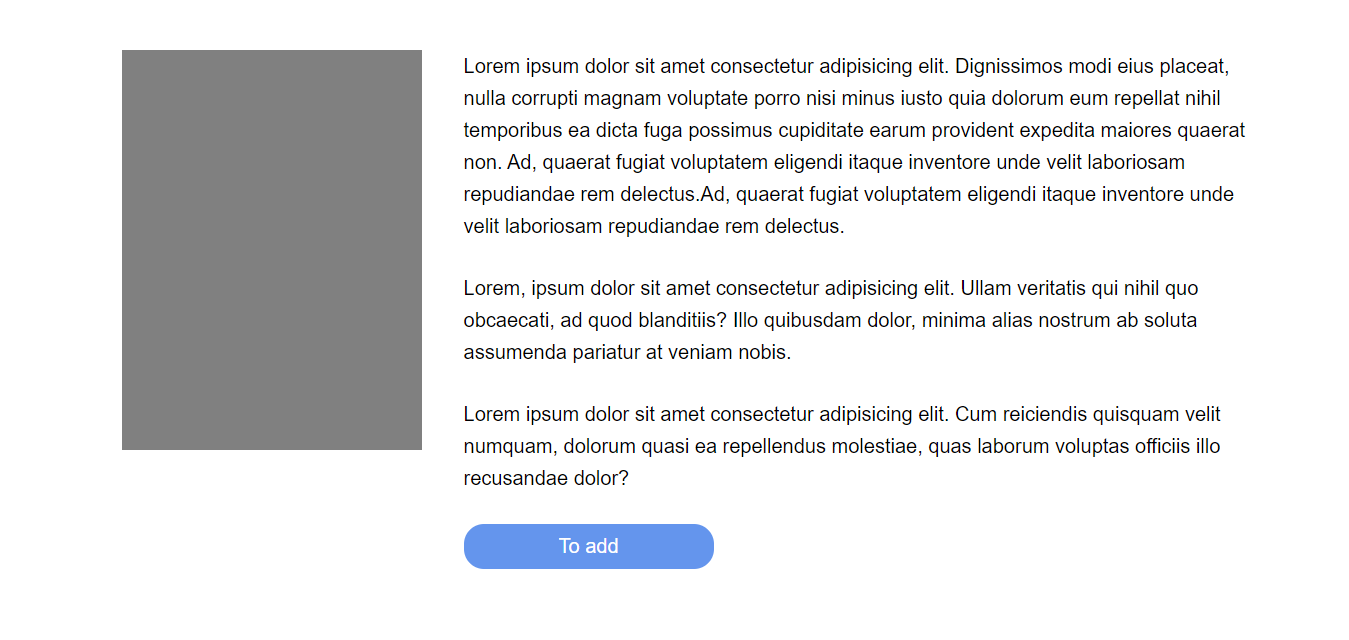 Lorem ipsum dolor sit amet consectetur adipisicing elit. Dignissimos modi eius placeat,
nulla corrupti magnam voluptate porro nisi minus iusto quia dolorum eum repellat nihil
temporibus ea dicta fuga possimus cupiditate earum provident expedita maiores quaerat
non. Ad, quaerat fugiat voluptatem eligendi itaque inventore unde velit laboriosam
repudiandae rem delectus.Ad, quaerat fugiat voluptatem eligendi itaque inventore unde
velit laboriosam repudiandae rem delectus.
Lorem, ipsum dolor sit amet consectetur adipisicing elit. Ullam veritatis qui nihil quo
obcaecati, ad quod blanditiis? Illo quibusdam dolor, minima alias nostrum ab soluta
assumenda pariatur at veniam nobis.
Lorem ipsum dolor sit amet consectetur adipisicing elit. Cum reiciendis quisquam velit
numquam, dolorum quasi ea repellendus molestiae, quas laborum voluptas officiis illo
recusandae dolor?
To add